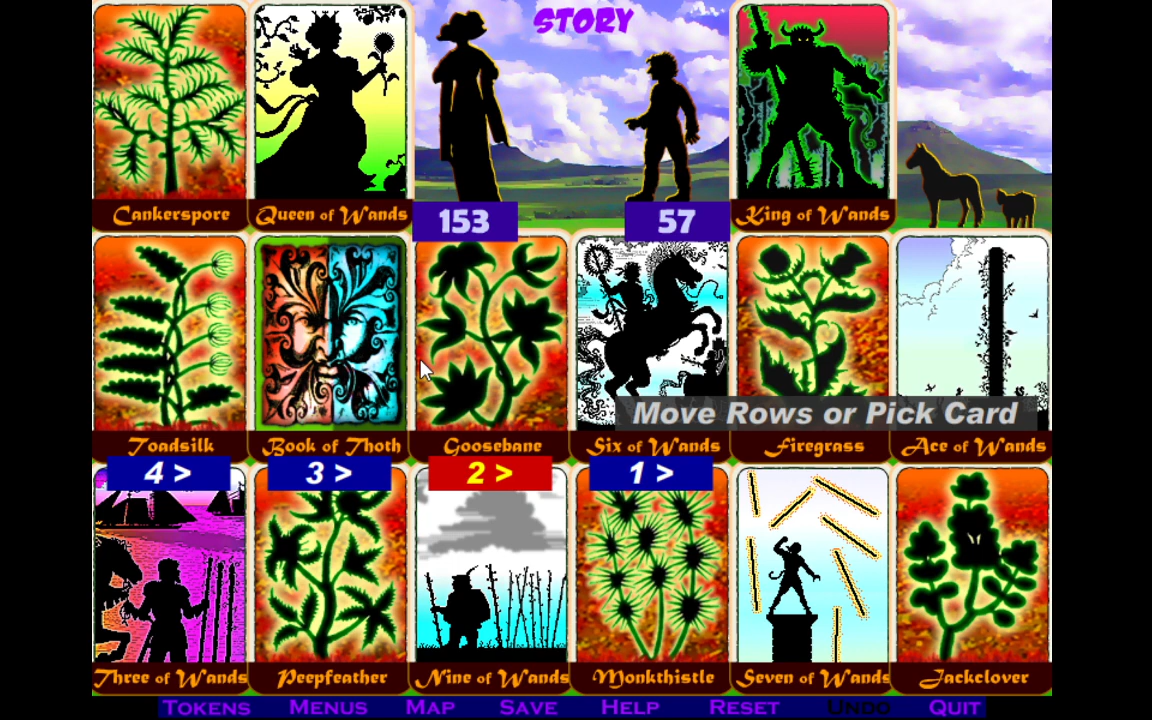 STORY
Cankerspore
Queen of Wands
King of Wands
153
57
Move Rows or Pick Card
Toadsilk
Book of Thoth
Goosebane
Six of Wands
Firegrass
Ace of Wands
4 >
3 >
2 >
1 >
Three of Wands
Peepfeather
Nine of Wands
Monkthistle
Seven of Wands
Jackclover
TOKENS MENUS MAP SAVE HELP RESET UNDO QUIT